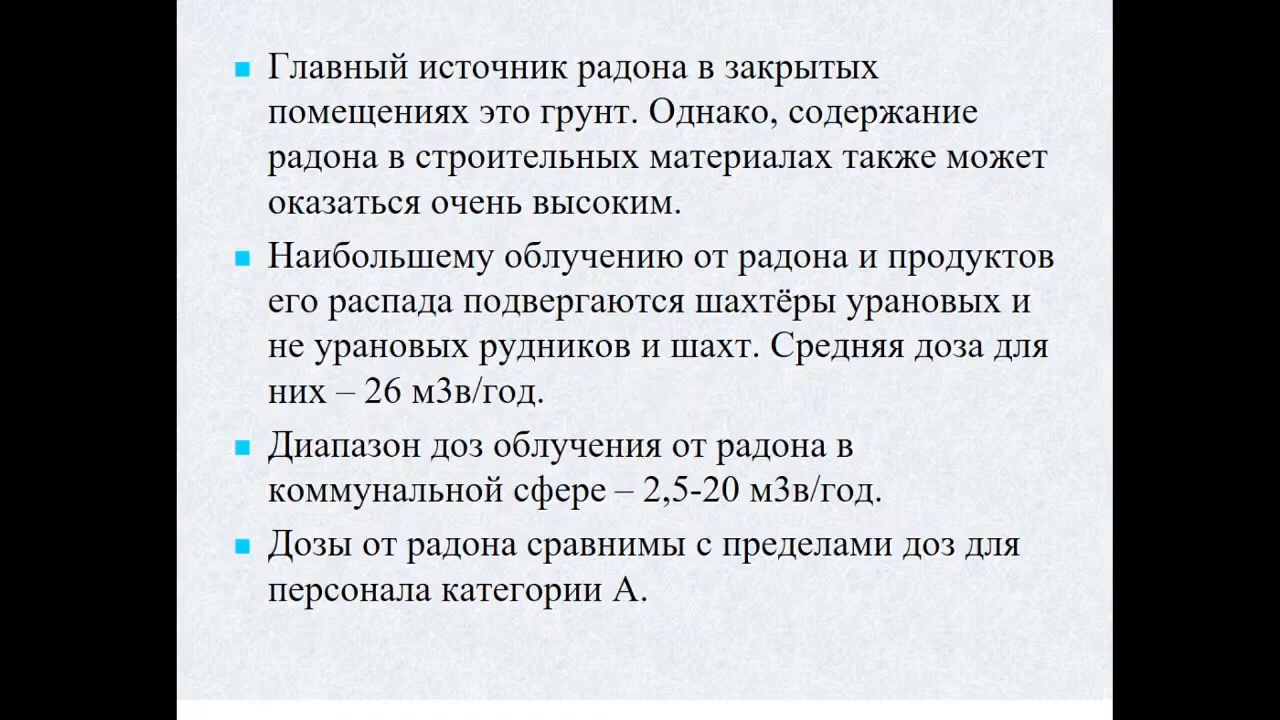 Главный источник радона в закрытых
помещениях это грунт. Однако, содержание
радона в строительных материалах также может
оказаться очень высоким.
Наибольшему облучению от радона и продуктов
его распада подвергаются шахтёры урановых и
не урановых рудников и шахт. Средняя доза для
них – 26 м3в/год.
Диапазон доз облучения от радона в
коммунальной сфере – 2,5-20 м3в/год.
Дозы от радона сравнимы с пределами доз для
персонала категории А.